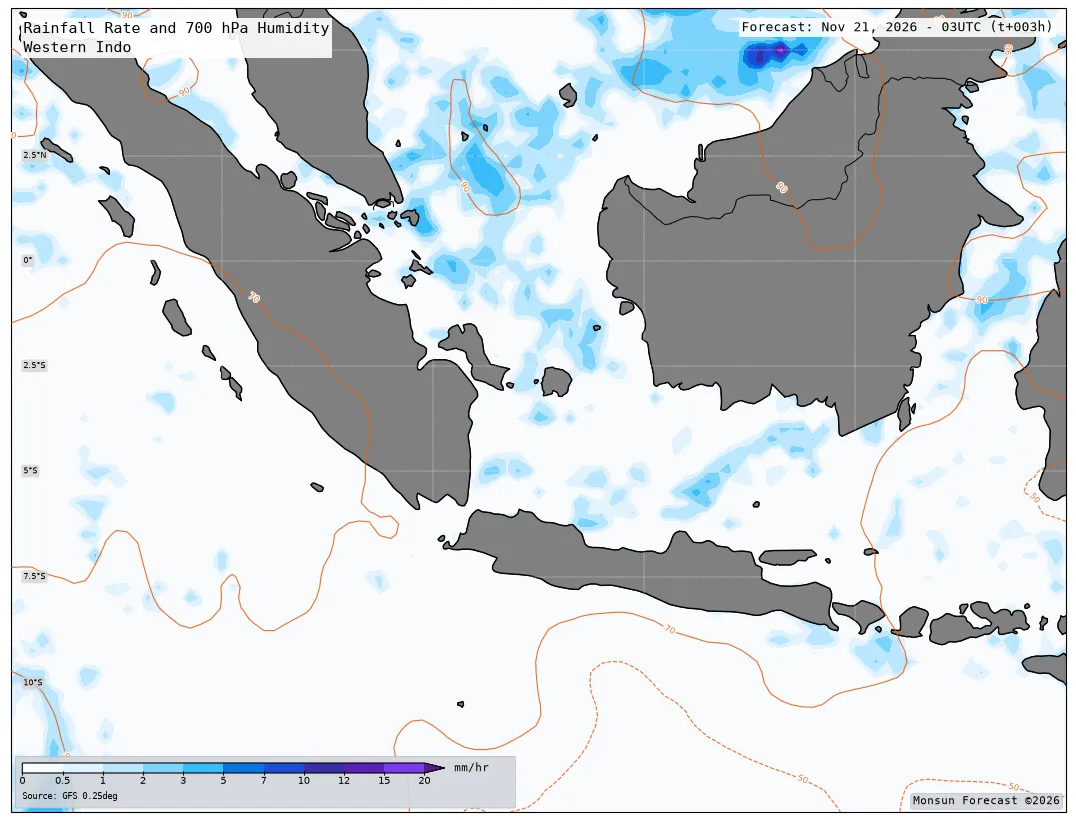 Rainfall Rate and 700 hPa Humidity
Western Indo
Forecast: Nov 21, 2026 - 03UTC (t+003h)
90
90
90
90
90
90
70
70
50
50
50
2.5°N
0°
2.5°S
5°S
7.5°S
10°S
0 0.5 1 2 3 5 7 10 12 15 20
mm/hr
Source: GFS 0.25deg
Monsun Forecast ©2026